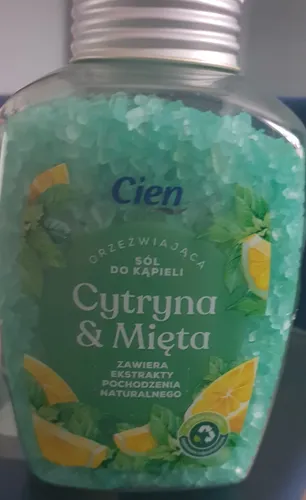 Cien
ORZEŹWIAJĄCA
SÓL
DO KĄPIELI
Cytryna
& Mięta
ZAWIERA
EKSTRAKTY
POCHODZENIA
NATURALNEGO